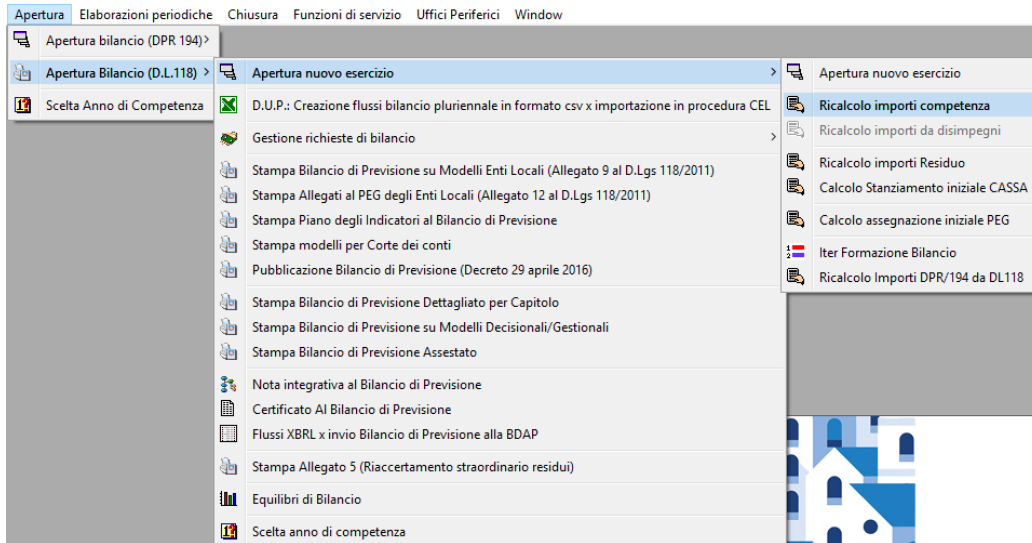 Apertura Elaborazioni periodiche Chiusura Funzioni di servizio Uffici Periferici Window
Apertura bilancio (DPR 194)
Apertura Bilancio (D.L.118)
Scelta Anno di Competenza
Apertura nuovo esercizio
D.U.P.: Creazione flussi bilancio pluriennale in formato csv x importazione in procedura CEL
Gestione richieste di bilancio
Stampa Bilancio di Previsione su Modelli Enti Locali (Allegato 9 al D.Lgs 118/2011)
Stampa Allegati al PEG degli Enti Locali (Allegato 12 al D.Lgs 118/2011)
Stampa Piano degli Indicatori al Bilancio di Previsione
Stampa modelli per Corte dei conti
Pubblicazione Bilancio di Previsione (Decreto 29 aprile 2016)
Stampa Bilancio di Previsione Dettagliato per Capitolo
Stampa Bilancio di Previsione su Modelli Decisionali/Gestionali
Stampa Bilancio di Previsione Assestato
Nota integrativa al Bilancio di Previsione
Certificato Al Bilancio di Previsione
Flussi XBRL x invio Bilancio di Previsione alla BDAP
Stampa Allegato 5 (Riaccertamento straordinario residui)
Equilibri di Bilancio
Scelta anno di competenza
Apertura nuovo esercizio
Ricalcolo importi competenza
Ricalcolo importi da disimpegni
Ricalcolo importi Residuo
Calcolo Stanziamento iniziale CASSA
Calcolo assegnazione iniziale PEG
Iter Formazione Bilancio
Ricalcolo Importi DPR/194 da DL118